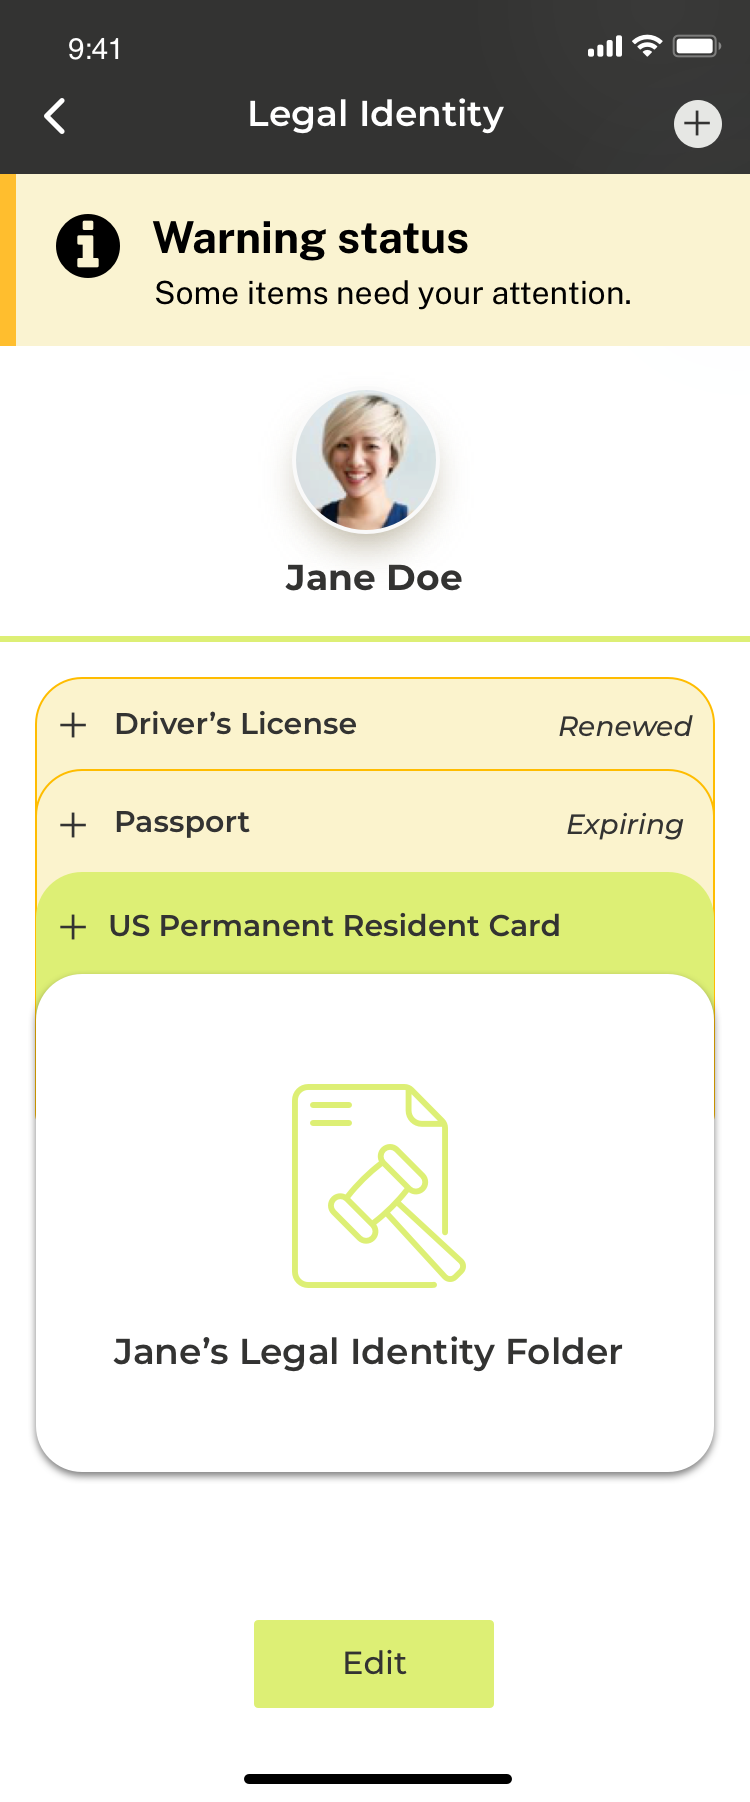 9:41
Legal Identity
Warning status
Some items need your attention.
Jane Doe
Driver’s License Renewed
Passport Expiring
US Permanent Resident Card
Jane’s Legal Identity Folder
Edit